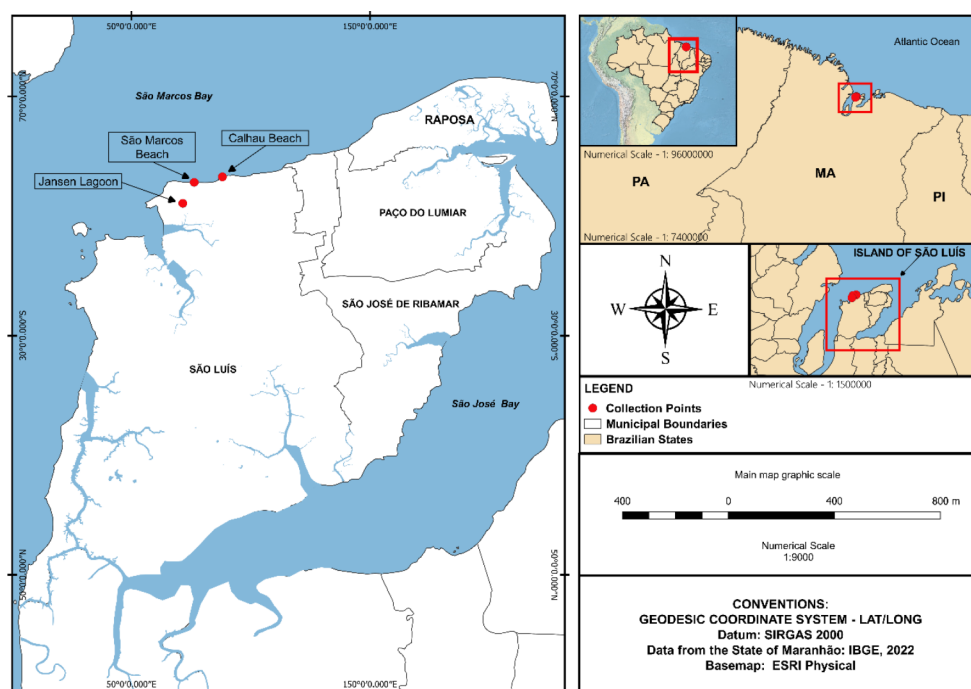 50°0'0.000"E
150°0'0.000"E
São Marcos Bay
70°0'0.000"N
70°0'0.000"N
RAPOSA
Calhau Beach
São Marcos
Beach
Jansen Lagoon
PAÇO DO LUMIAR
SÃO JOSÉ DE RIBAMAR
30°0'0.000"S
30°0'0.000"S
SÃO LUÍS
São José Bay
50°0'0.000"N
50°0'0.000"N
50°0'0.000"E
150°0'0.000"E
Atlantic Ocean
Numerical Scale - 1: 96000000
PA
MA
PI
Numerical Scale - 1: 7400000
N
W
E
S
ISLAND OF SÃO LUÍS
Numerical Scale - 1: 1500000
LEGEND
Collection Points
Municipal Boundaries
Brazilian States
Main map graphic scale
400 0 400 800 m
Numerical Scale
1:9000
CONVENTIONS:
GEODESIC COORDINATE SYSTEM - LAT/LONG
Datum: SIRGAS 2000
Data from the State of Maranhão: IBGE, 2022
Basemap: ESRI Physical